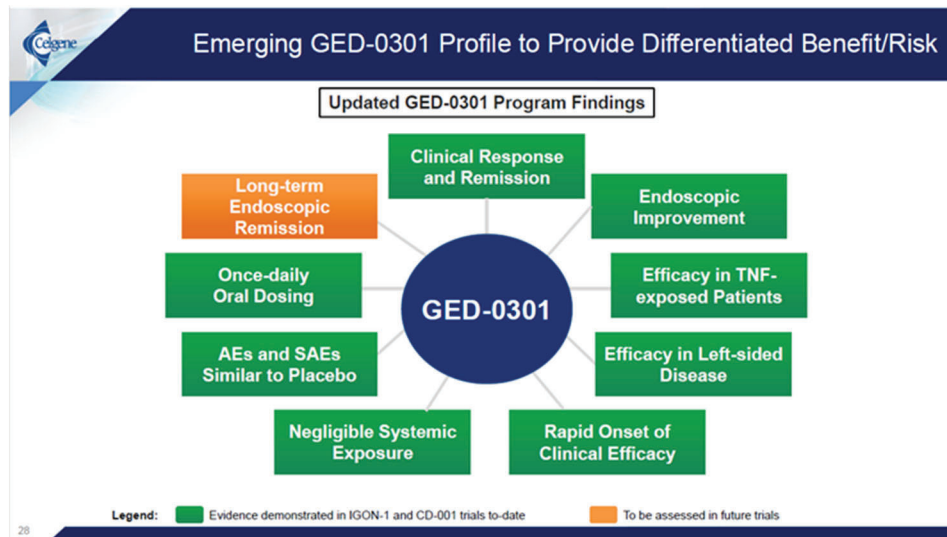 Celgene
Emerging GED-0301 Profile to Provide Differentiated Benefit/Risk
Updated GED-0301 Program Findings
Clinical Response
and Remission
Long-term
Endoscopic
Remission
Endoscopic
Improvement
Once-daily
Oral Dosing
GED-0301
Efficacy in TNF-
exposed Patients
AEs and SAEs
Similar to Placebo
Efficacy in Left-sided
Disease
Negligible Systemic
Exposure
Rapid Onset of
Clinical Efficacy
Legend: Evidence demonstrated in IGON-1 and CD-001 trials to-date To be assessed in future trials
28